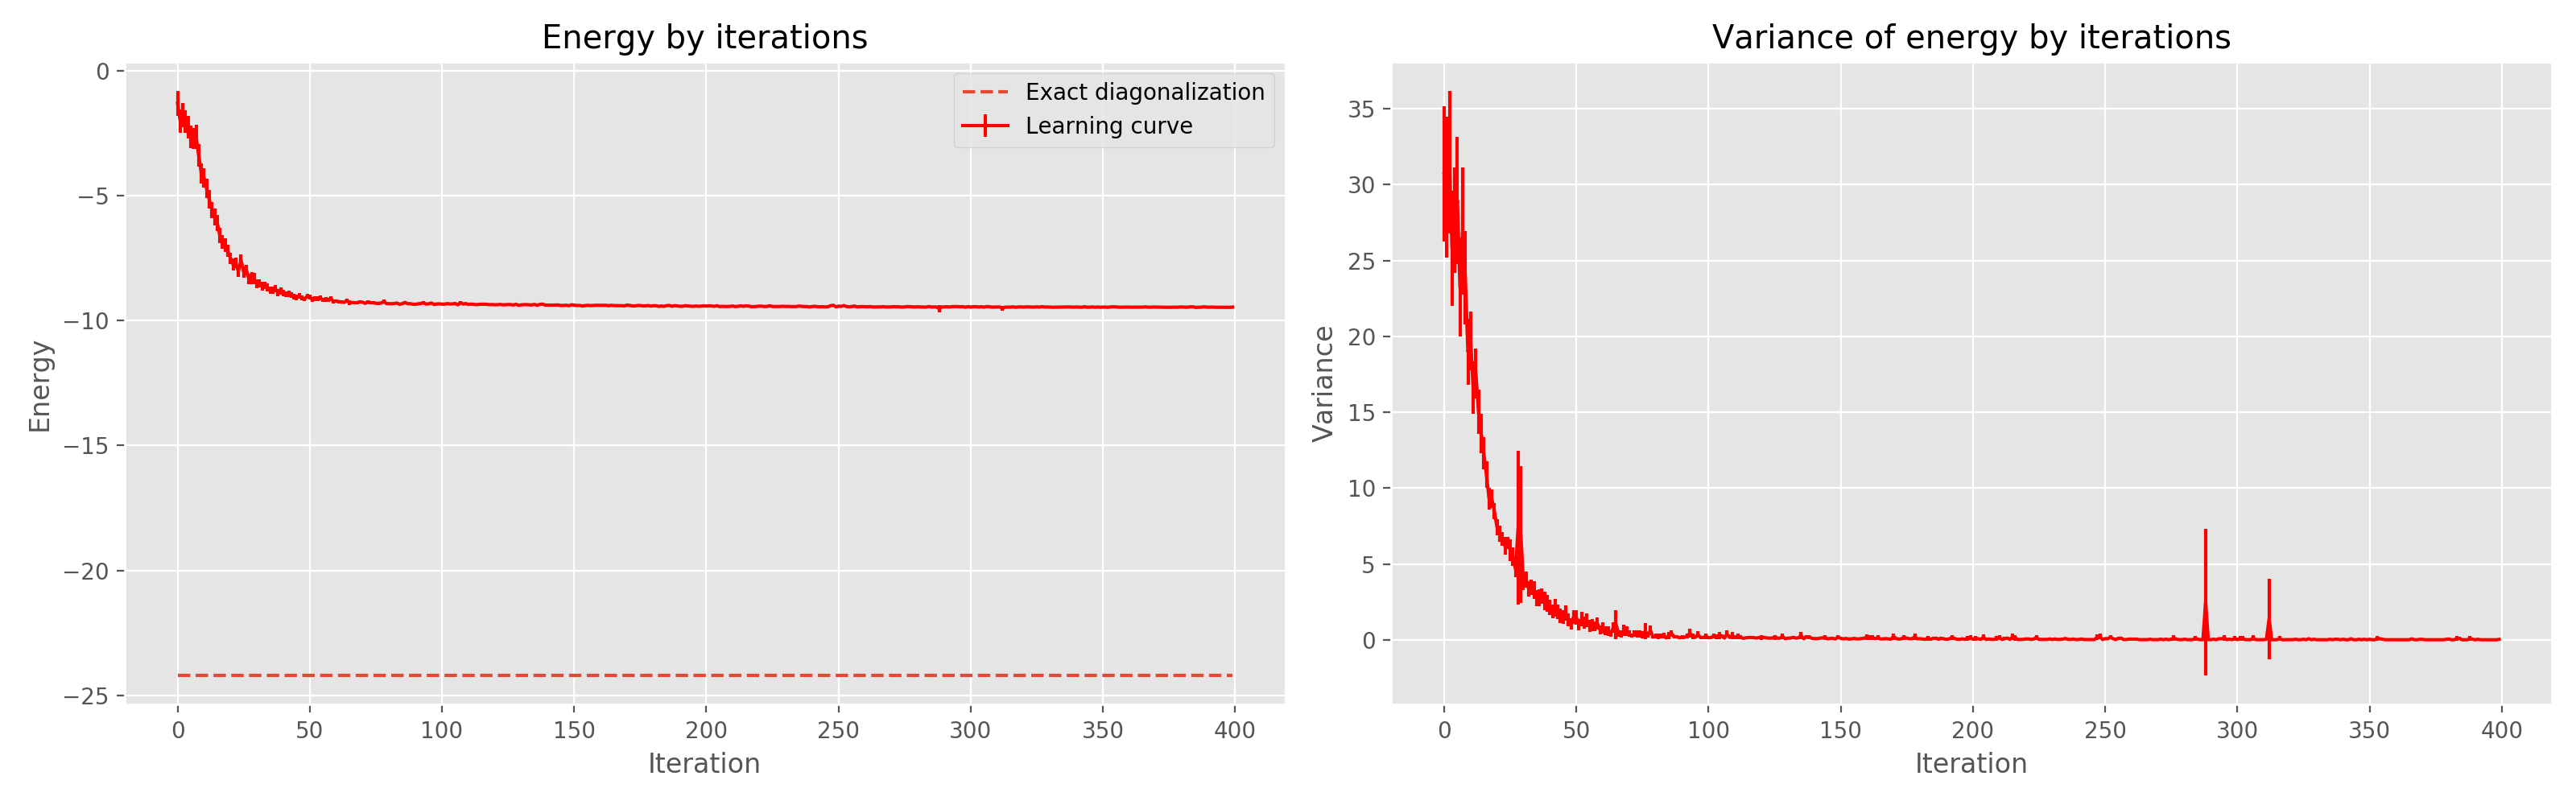 Energy by iterations
Energy
0
−5
−10
−15
−20
−25
Exact diagonalization
Learning curve
0 50 100 150 200 250 300 350 400
Iteration
Variance of energy by iterations
Variance
35
30
25
20
15
10
5
0
0 50 100 150 200 250 300 350 400
Iteration